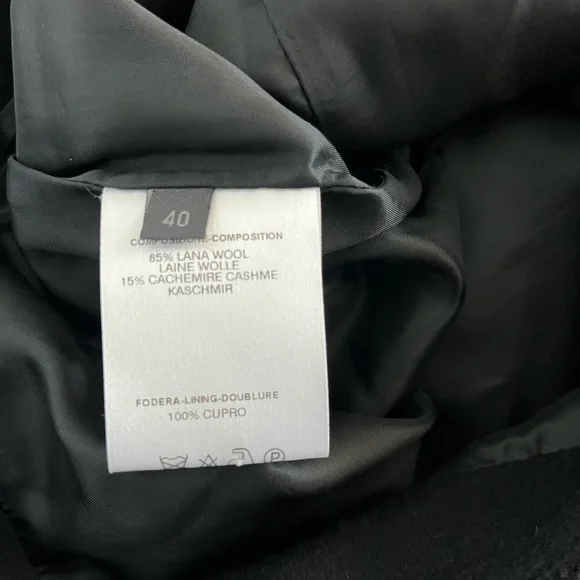 40
COMPOSIZIONE-COMPOSITION
85% LANA WOOL
LAINE WOLLE
15% CACHEMIRE CASHME
KASCHMIR
FODERA-LINING-DOUBLURE
100% CUPRO
P